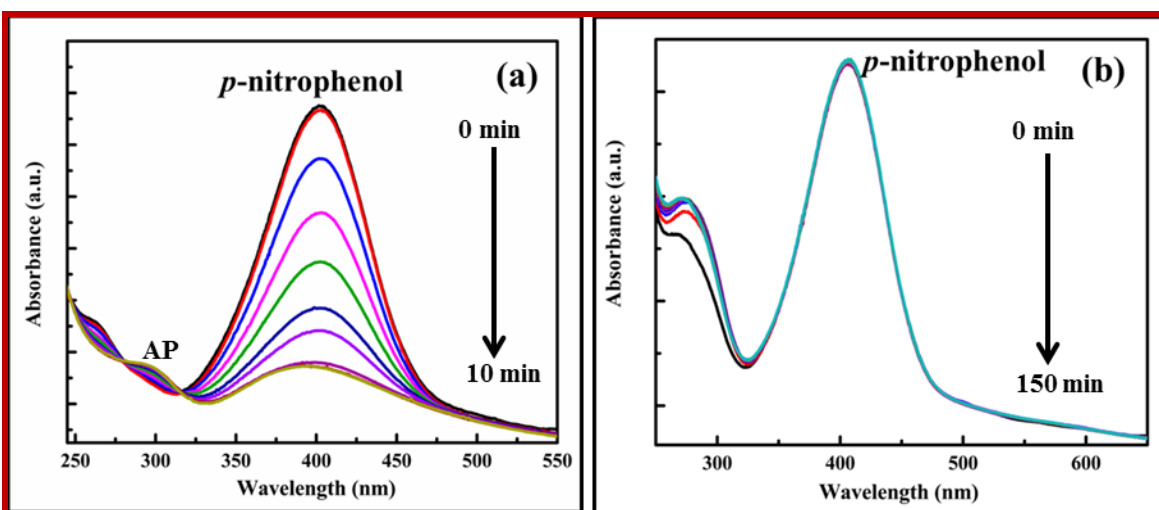 (a)
p-nitrophenol
0 min
10 min
AP
Absorbance (a.u.)
250 300 350 400 450 500 550
Wavelength (nm)
(b)
p-nitrophenol
0 min
150 min
Absorbance (a.u.)
300 400 500 600
Wavelength (nm)